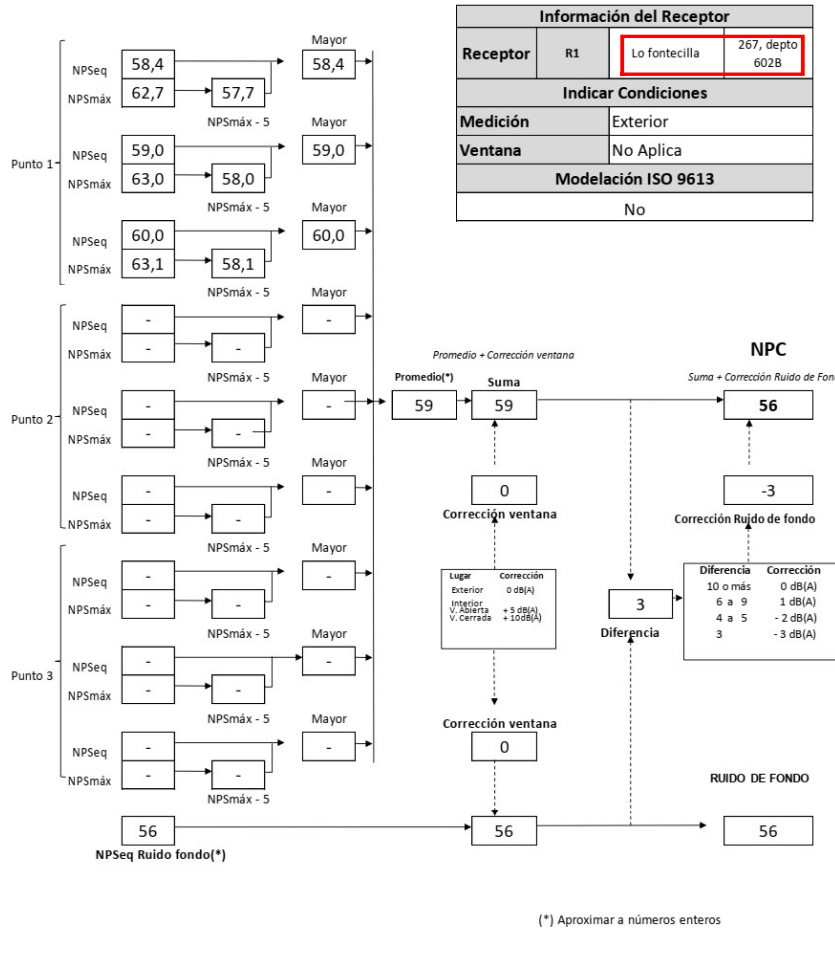 Información del Receptor
Receptor R1 Lo fontecilla 267, depto 602B
Indicar Condiciones
Medición Exterior
Ventana No Aplica
Modelación ISO 9613
No
Punto 1
Mayor
NPSeq 58,4 58,4
NPSmáx 62,7 57,7
NPSmáx - 5 Mayor
NPSeq 59,0 59,0
NPSmáx 63,0 58,0
NPSmáx - 5 Mayor
NPSeq 60,0 60,0
NPSmáx 63,1 58,1
NPSmáx - 5 Mayor
Punto 2
NPSeq - -
NPSmáx - -
NPSmáx - 5 Mayor
NPSeq - -
NPSmáx - -
NPSmáx - 5 Mayor
NPSeq - -
NPSmáx - -
NPSmáx - 5 Mayor
Punto 3
NPSeq - -
NPSmáx - -
NPSmáx - 5 Mayor
NPSeq - -
NPSmáx - -
NPSmáx - 5 Mayor
NPSeq - -
NPSmáx - -
NPSmáx - 5
56
NPSeq Ruido fondo(*)
Promedio + Corrección ventana
Promedio(*) Suma
59 59
0
Corrección ventana
Lugar Corrección
Exterior 0 dB(A)
Interior
V. Abierta + 5 dB(A)
V. Cerrada + 10dB(A)
Corrección ventana
0
56
3
Diferencia
NPC
Suma + Corrección Ruido de Fond
56
-3
Corrección Ruido de fondo
Diferencia Corrección
10 o más 0 dB(A)
6 a 9 1 dB(A)
4 a 5 - 2 dB(A)
3 - 3 dB(A)
RUIDO DE FONDO
56
(*) Aproximar a números enteros